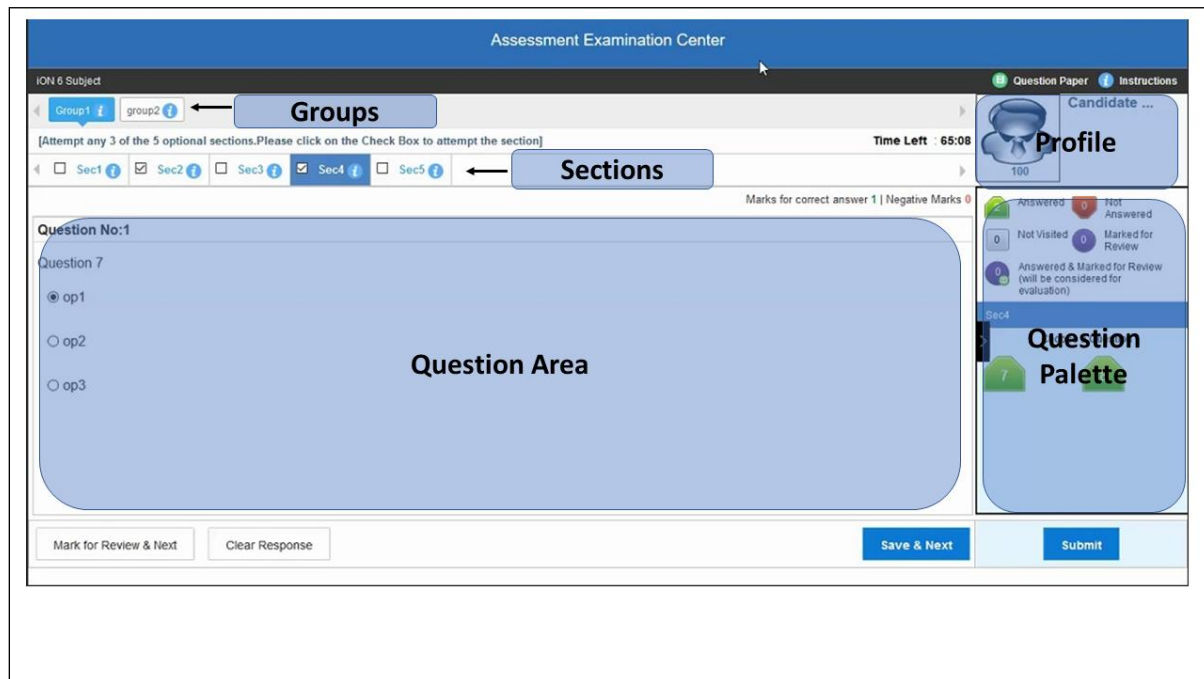 Assessment Examination Center
iON 6 Subject
Question Paper
Instructions
Group1
group2
Groups
Candidate ...
[Attempt any 3 of the 5 optional sections.Please click on the Check Box to attempt the section]
Time Left : 65:08
Profile
Sec1
Sec2
Sec3
Sec4
Sec5
Sections
100
Marks for correct answer 1 | Negative Marks 0
2 Answered
0 Not Answered
Question No:1
0 Not Visited
0 Marked for Review
Question 7
0 Answered & Marked for Review
(will be considered for
evaluation)
op1
Sec4
op2
Question Area
Question
Palette
7
op3
Mark for Review & Next
Clear Response
Save & Next
Submit